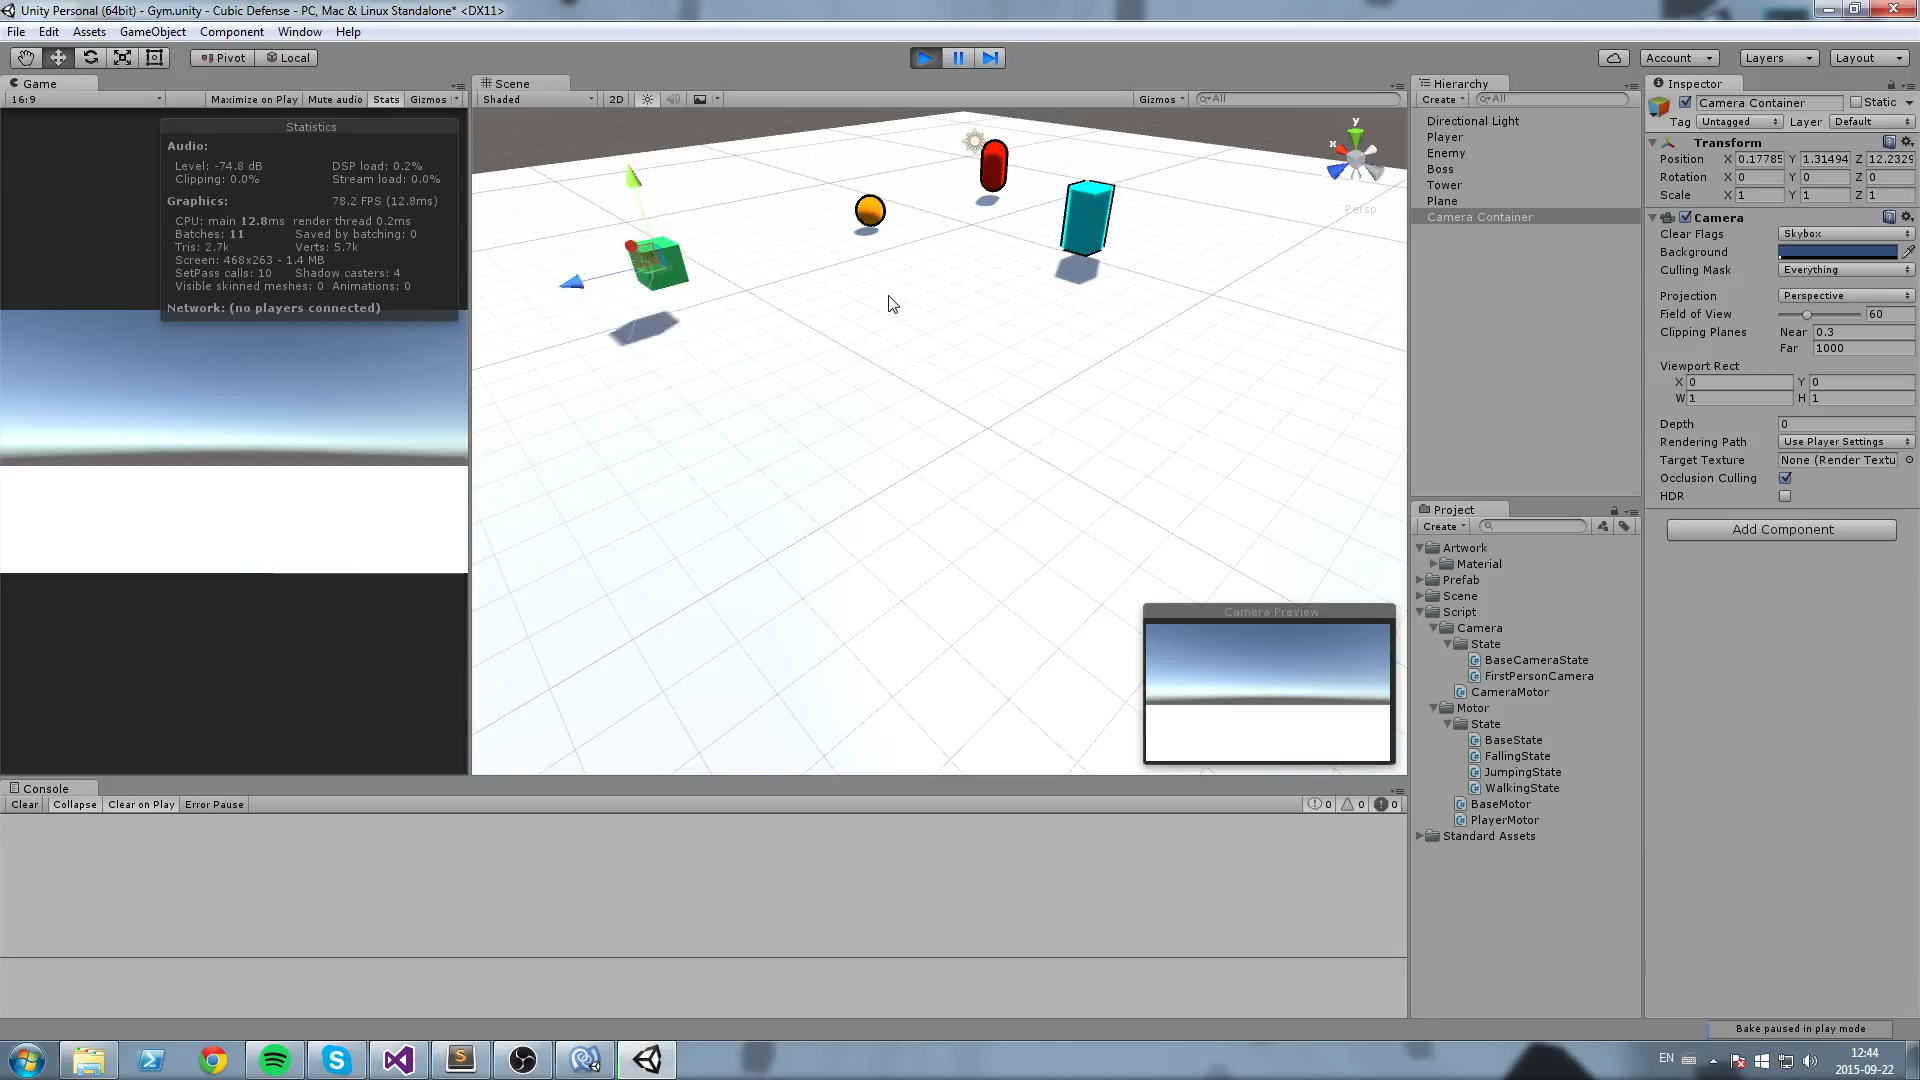 Unity Personal (64bit) - Gym.unity - Cubic Defense - PC, Mac & Linux Standalone* <DX11>
File Edit Assets GameObject Component Window Help
Pivot Local Account Layers Layout
Game
16:9 Maximize on Play Mute audio Stats Gizmos
Statistics
Audio:
Level: -74.8 dB DSP load: 0.2%
Clipping: 0.0% Stream load: 0.0%
Graphics: 78.2 FPS (12.8ms)
CPU: main 12.8ms render thread 0.2ms
Batches: 11 Saved by batching: 0
Tris: 2.7k Verts: 5.7k
Screen: 468x263 - 1.4 MB
SetPass calls: 10 Shadow casters: 4
Visible skinned meshes: 0 Animations: 0
Network: (no players connected)
Scene
Shaded 2D Gizmos All
y
x
Persp
Camera Preview
Hierarchy
Create All
Directional Light
Player
Enemy
Boss
Tower
Plane
Camera Container
Project
Create
Artwork
Material
Prefab
Scene
Script
Camera
State
BaseCameraState
FirstPersonCamera
CameraMotor
Motor
State
BaseState
FallingState
JumpingState
WalkingState
BaseMotor
PlayerMotor
Standard Assets
Inspector
Camera Container Static
Tag Untagged Layer Default
Transform
Position X 0.17785 Y 1.31494 Z 12.2329
Rotation X 0 Y 0 Z 0
Scale X 1 Y 1 Z 1
Camera
Clear Flags Skybox
Background
Culling Mask Everything
Projection Perspective
Field of View 60
Clipping Planes Near 0.3
Far 1000
Viewport Rect
X 0 Y 0
W 1 H 1
Depth 0
Rendering Path Use Player Settings
Target Texture None (Render Textu
Occlusion Culling
HDR
Add Component
Console
Clear Collapse Clear on Play Error Pause 0 0 0
Bake paused in play mode
EN 12:44
2015-09-22